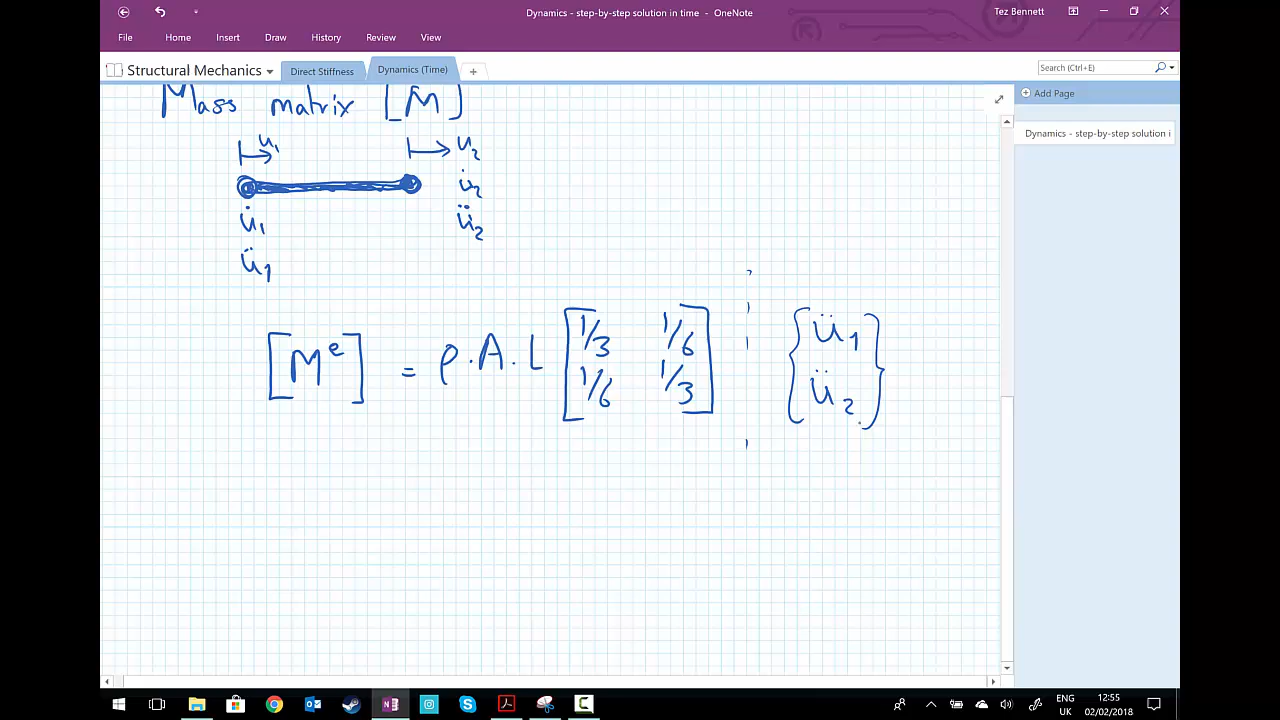 Dynamics - step-by-step solution in time - OneNote
Tez Bennett
File Home Insert Draw History Review View
Structural Mechanics
Direct Stiffness
Dynamics (Time)
Search (Ctrl+E)
Add Page
Dynamics - step-by-step solution i
Mass matrix [M]
u₁ u₂
u̇₂
u̇₁ ü₂
ü₁
[Mᵉ] = ρ.A.L [1/3 1/6 {ü₁
1/6 1/3] ü₂}
ENG 12:55
UK 02/02/2018